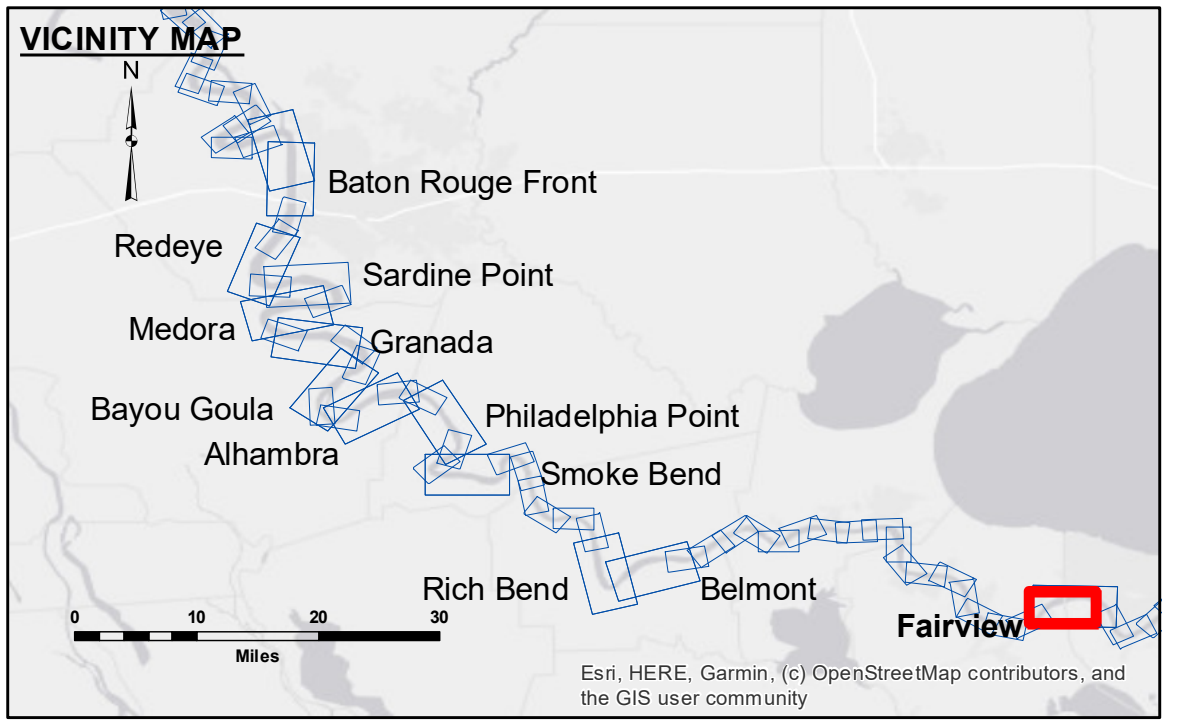 VICINITY MAP
N
Baton Rouge Front
Redeye
Sardine Point
Medora
Granada
Bayou Goula
Philadelphia Point
Alhambra
Smoke Bend
Rich Bend
Belmont
Fairview
0 10 20 30
Miles
Esri, HERE, Garmin, (c) OpenStreetMap contributors, and
the GIS user community